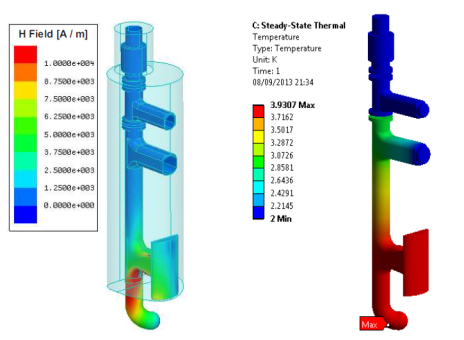 H Field [A / m]
1.0000e+004
8.7500e+003
7.5000e+003
6.2500e+003
5.0000e+003
3.7500e+003
2.5000e+003
1.2500e+003
0.0000e+000
C: Steady-State Thermal
Temperature
Type: Temperature
Unit: K
Time: 1
08/09/2013 21:34
3.9307 Max
3.7162
3.5017
3.2872
3.0726
2.8581
2.6436
2.4291
2.2145
2 Min
Max